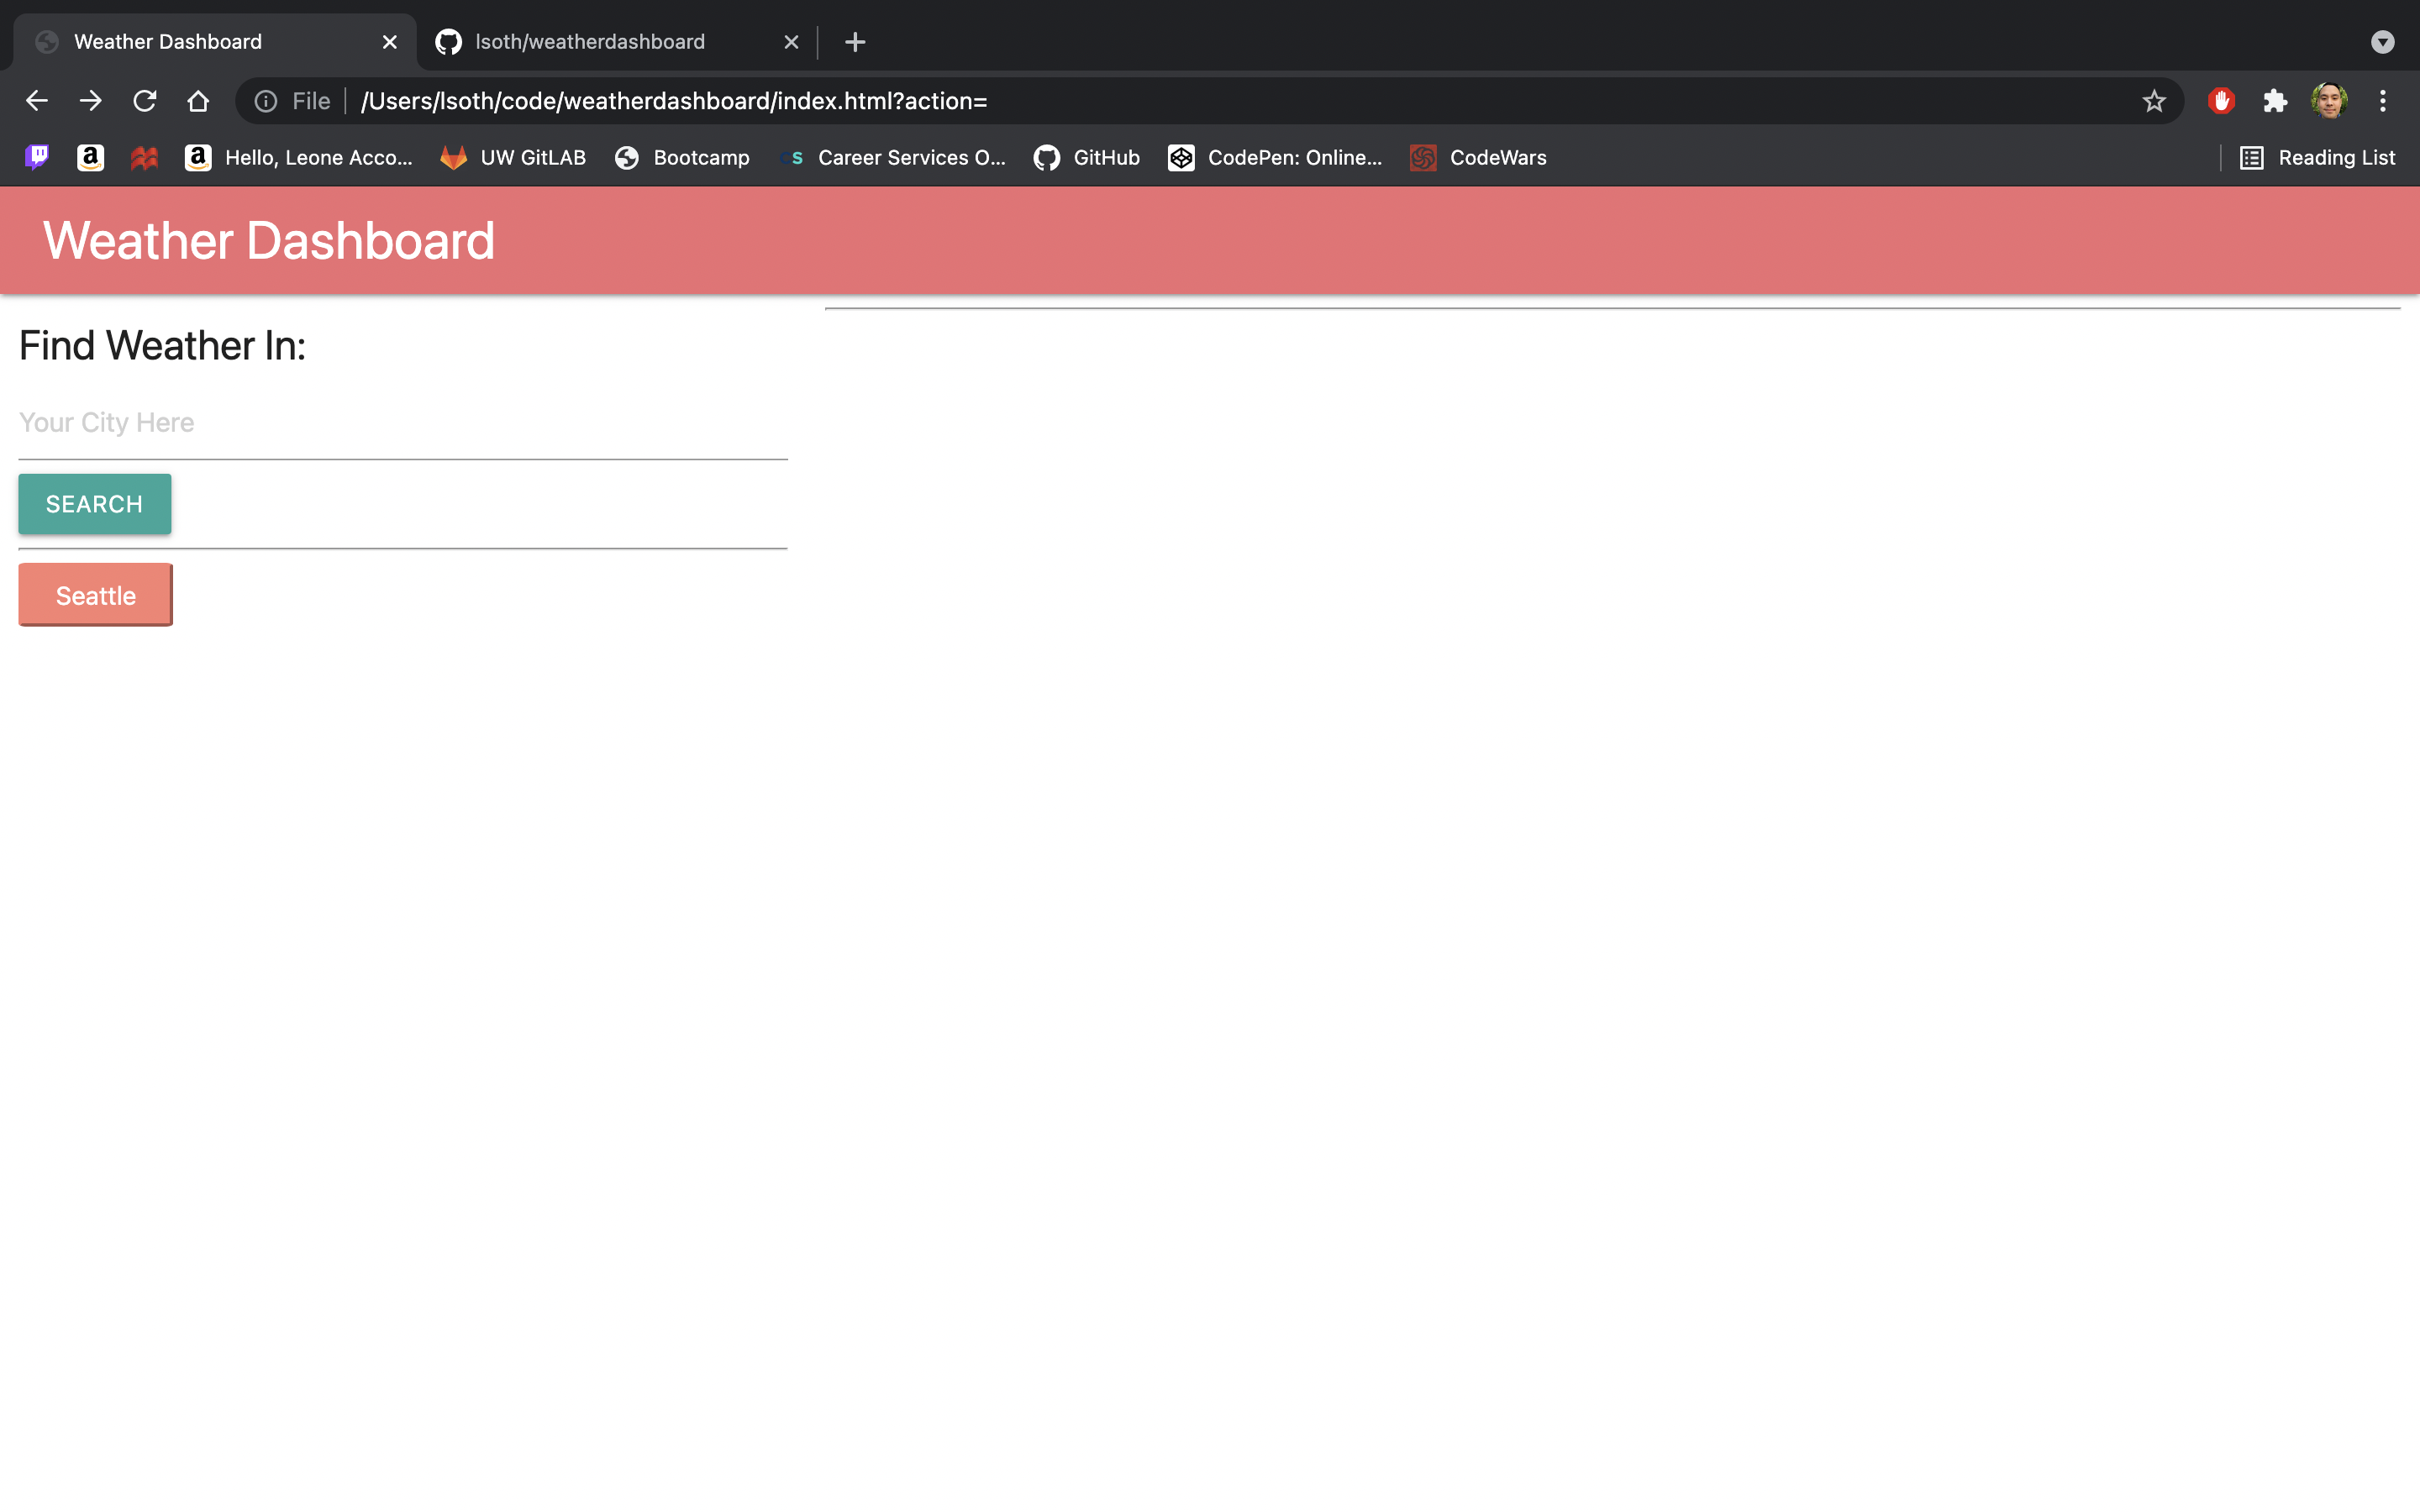 Weather Dashboard
lsoth/weatherdashboard
File /Users/lsoth/code/weatherdashboard/index.html?action=
Hello, Leone Acco... UW GitLAB Bootcamp CS Career Services O... GitHub CodePen: Online... CodeWars Reading List
Weather Dashboard
Find Weather In:
Your City Here
SEARCH
Seattle